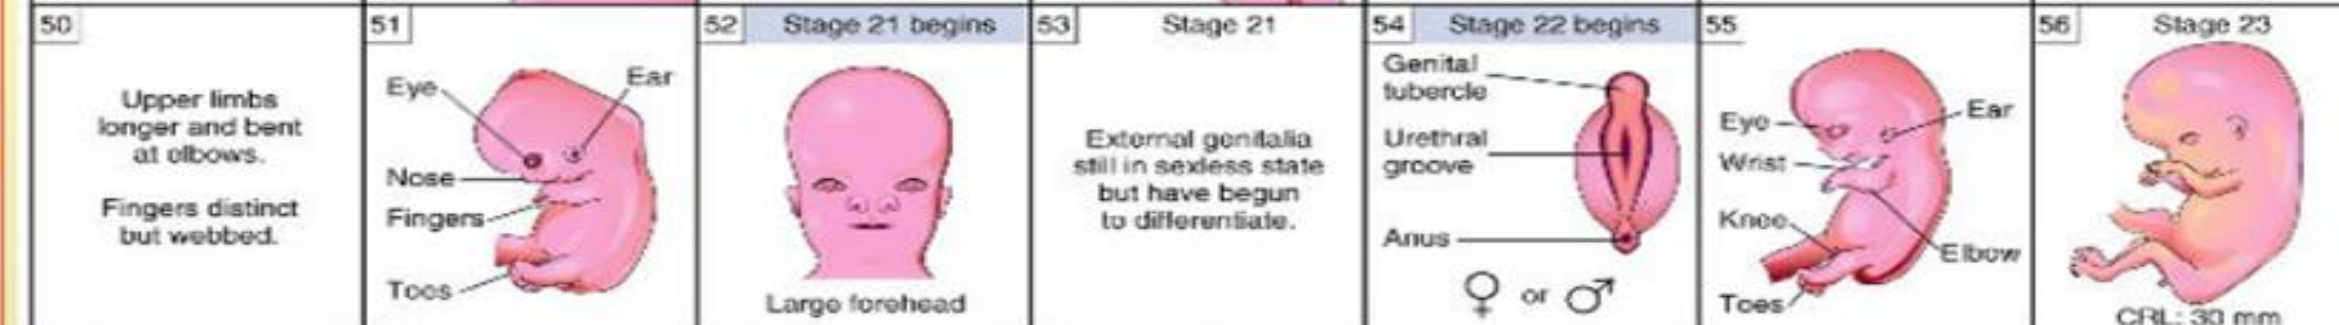 50
Upper limbs
longer and bent
at elbows.
Fingers distinct
but webbed.
51
Eye
Ear
Nose
Fingers
Toes
52
Stage 21 begins
Large forehead
53
Stage 21
External genitalia
still in sexless state
but have begun
to differentiate.
54
Stage 22 begins
Genital
tubercle
Urethral
groove
Anus
♀ or ♂
55
Eye
Ear
Wrist
Knee
Elbow
Toes
56
Stage 23
CRL: 30 mm